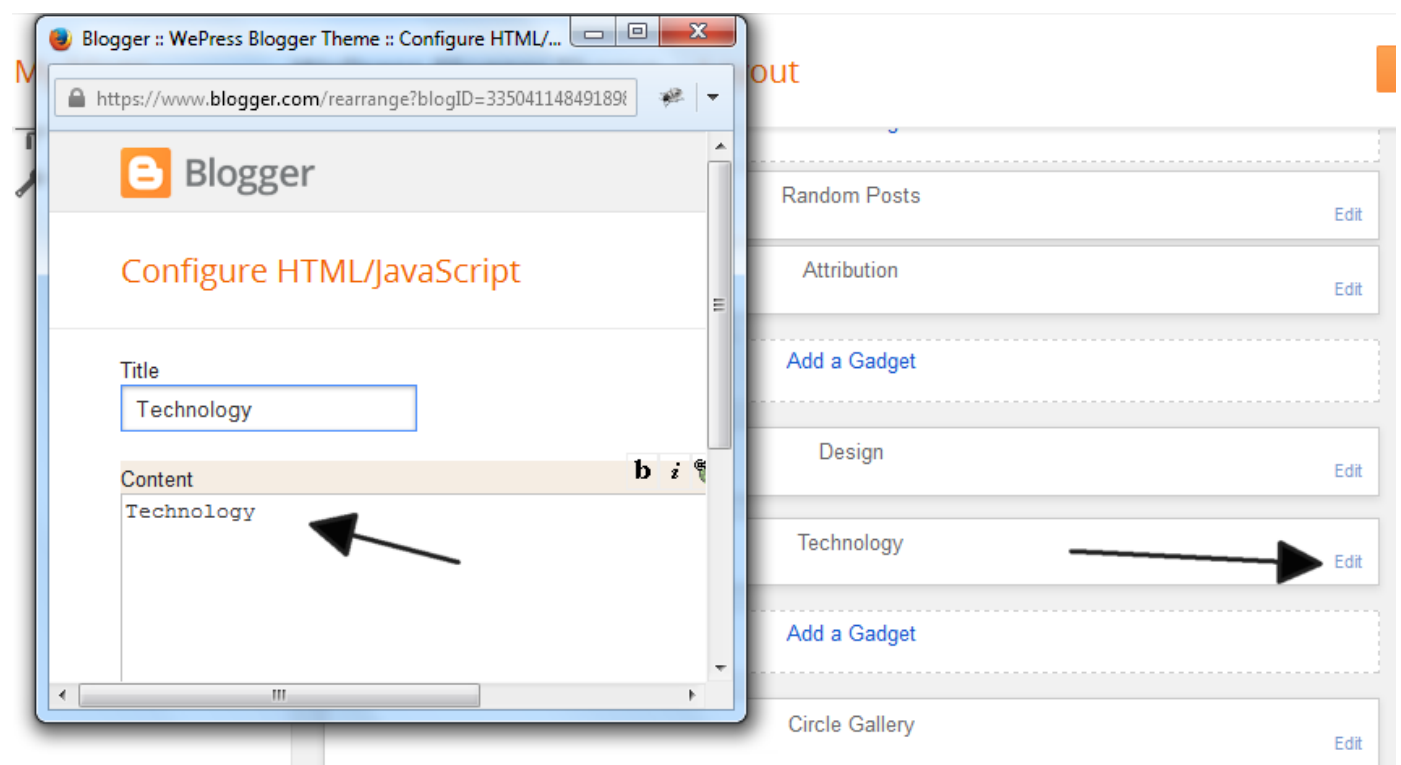 Blogger :: WePress Blogger Theme :: Configure HTML/...
https://www.blogger.com/rearrange?blogID=33504114849189
Blogger
Configure HTML/JavaScript
Title
Technology
Content
b i
Technology
out
Random Posts
Edit
Attribution
Edit
Add a Gadget
Design
Edit
Technology
Edit
Add a Gadget
Circle Gallery
Edit